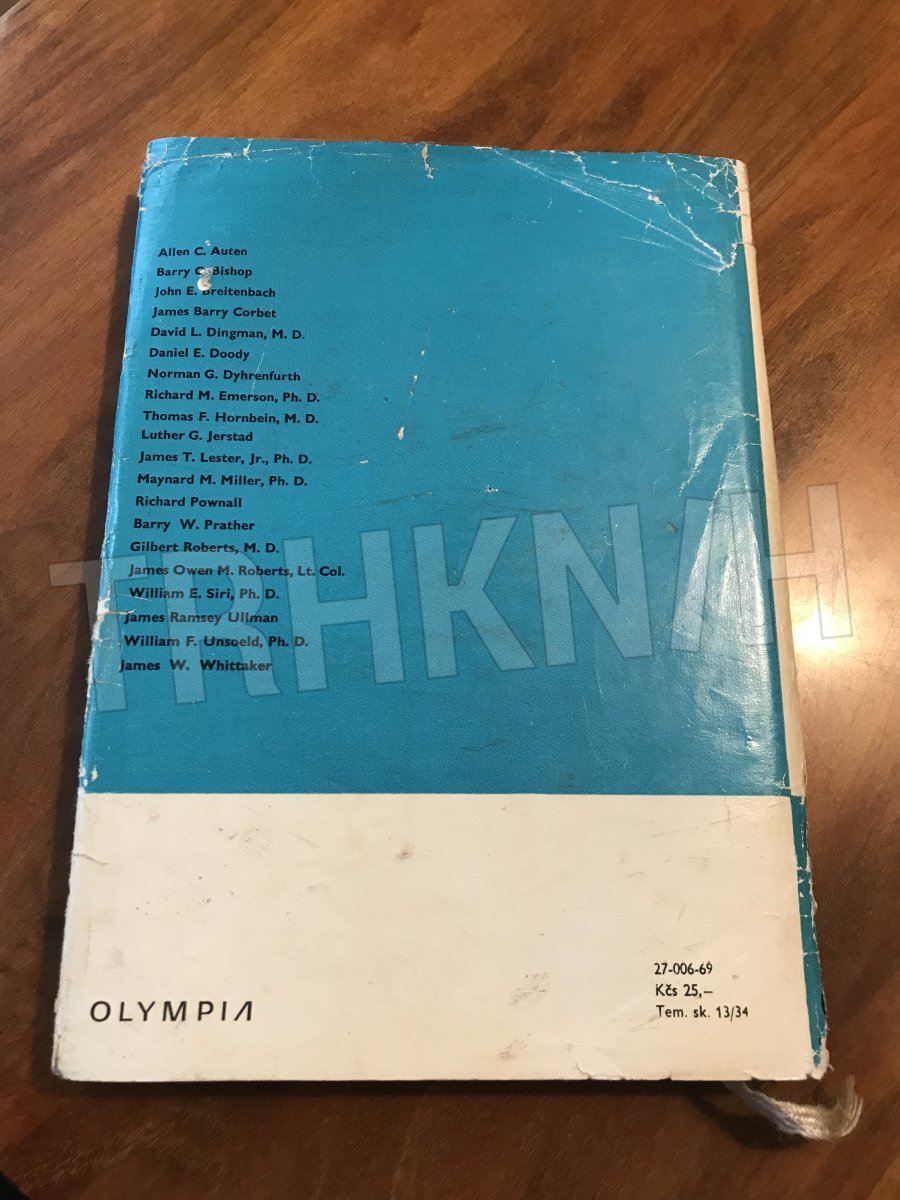 Allen C. Auten
Barry C. Bishop
John E. Breitenbach
James Barry Corbet
David L. Dingman, M. D.
Daniel E. Doody
Norman G. Dyhrenfurth
Richard M. Emerson, Ph. D.
Thomas F. Hornbein, M. D.
Luther G. Jerstad
James T. Lester, Jr., Ph. D.
Maynard M. Miller, Ph. D.
Richard Pownall
Barry W. Prather
Gilbert Roberts, M. D.
James Owen M. Roberts, Lt. Col.
William E. Siri, Ph. D.
James Ramsey Ullman
William F. Unsoeld, Ph. D.
James W. Whittaker
TRHKNIH
OLYMPIA
27-006-69
Kčs 25,—
Tem. sk. 13/34